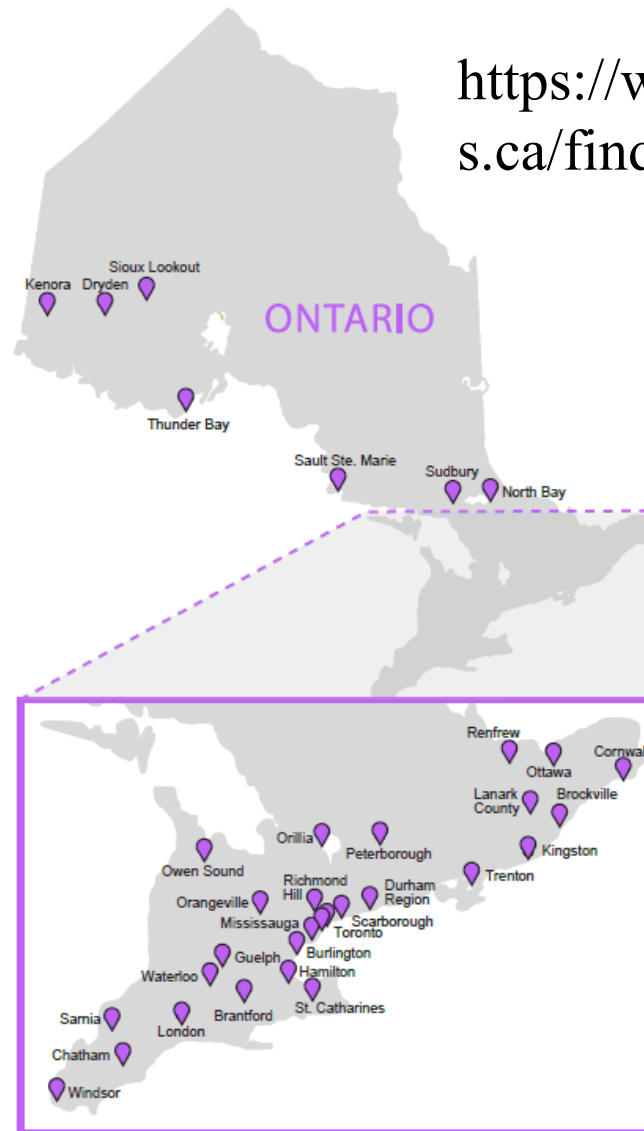 https://w
s.ca/find
Sioux Lookout
Kenora
Dryden
ONTARIO
Thunder Bay
Sault Ste. Marie
Sudbury
North Bay
Renfrew
Ottawa
Cornwal
Lanark
County
Brockville
Orillia
Peterborough
Kingston
Owen Sound
Trenton
Richmond
Hill
Durham
Region
Orangeville
Scarborough
Mississauga
Toronto
Burlington
Guelph
Waterloo
Hamilton
St. Catharines
Brantford
Sarnia
London
Chatham
Windsor